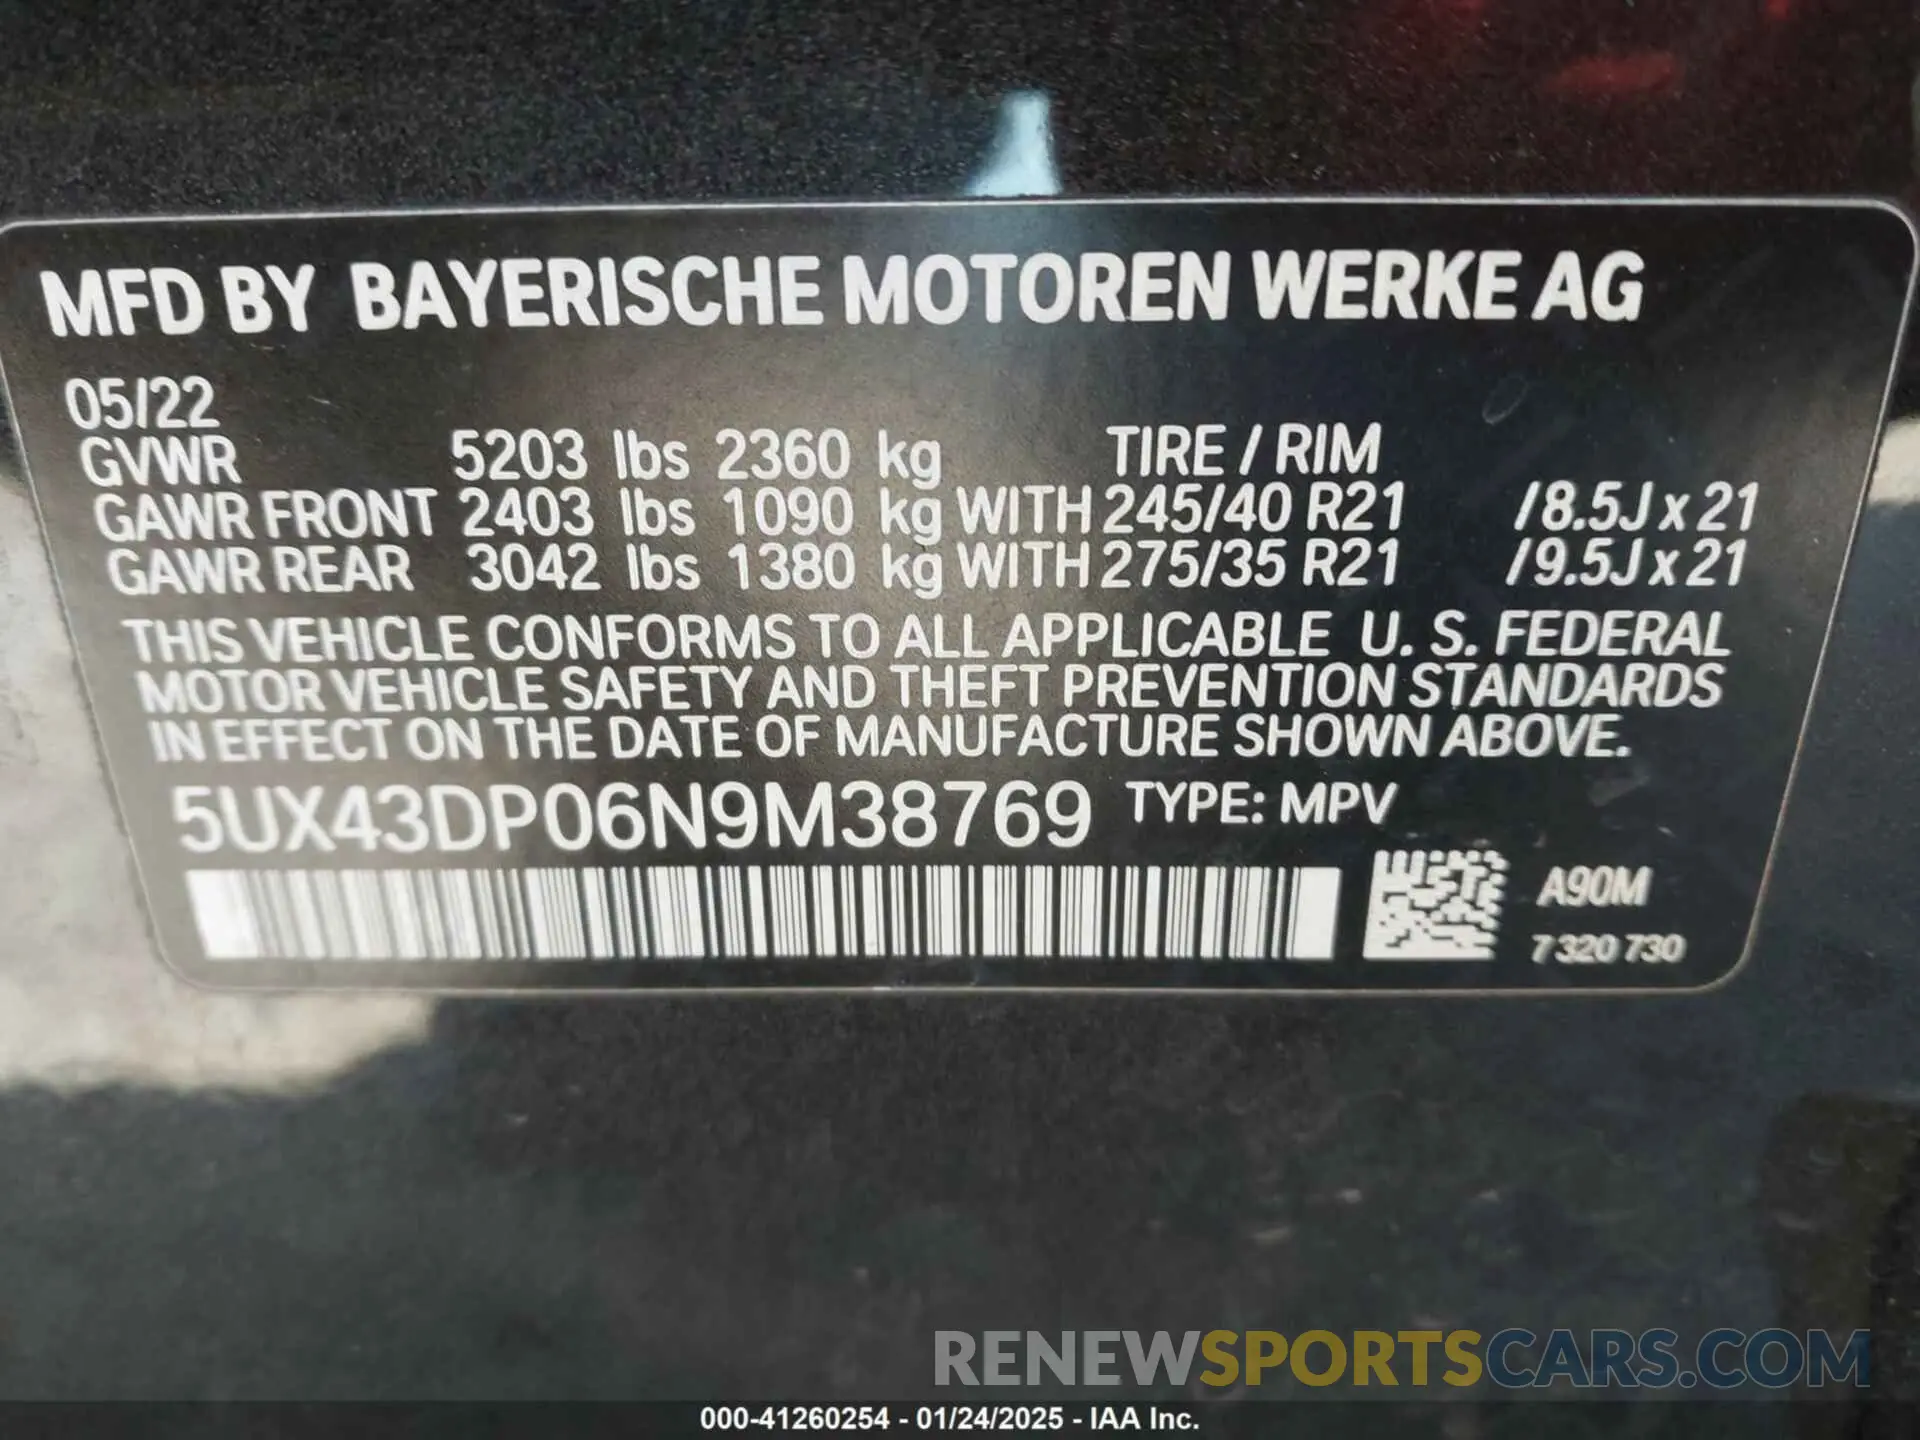 MFD BY BAYERISCHE MOTOREN WERKE AG
05/22
GVWR 5203 lbs 2360 kg TIRE / RIM
GAWR FRONT 2403 lbs 1090 kg WITH 245/40 R21 /8.5J x 21
GAWR REAR 3042 lbs 1380 kg WITH 275/35 R21 /9.5J x 21
THIS VEHICLE CONFORMS TO ALL APPLICABLE U. S. FEDERAL
MOTOR VEHICLE SAFETY AND THEFT PREVENTION STANDARDS
IN EFFECT ON THE DATE OF MANUFACTURE SHOWN ABOVE.
5UX43DP06N9M38769 TYPE: MPV
A90M
7 320 730
RENEWSPORTSCARS.COM
000-41260254 - 01/24/2025 - IAA Inc.